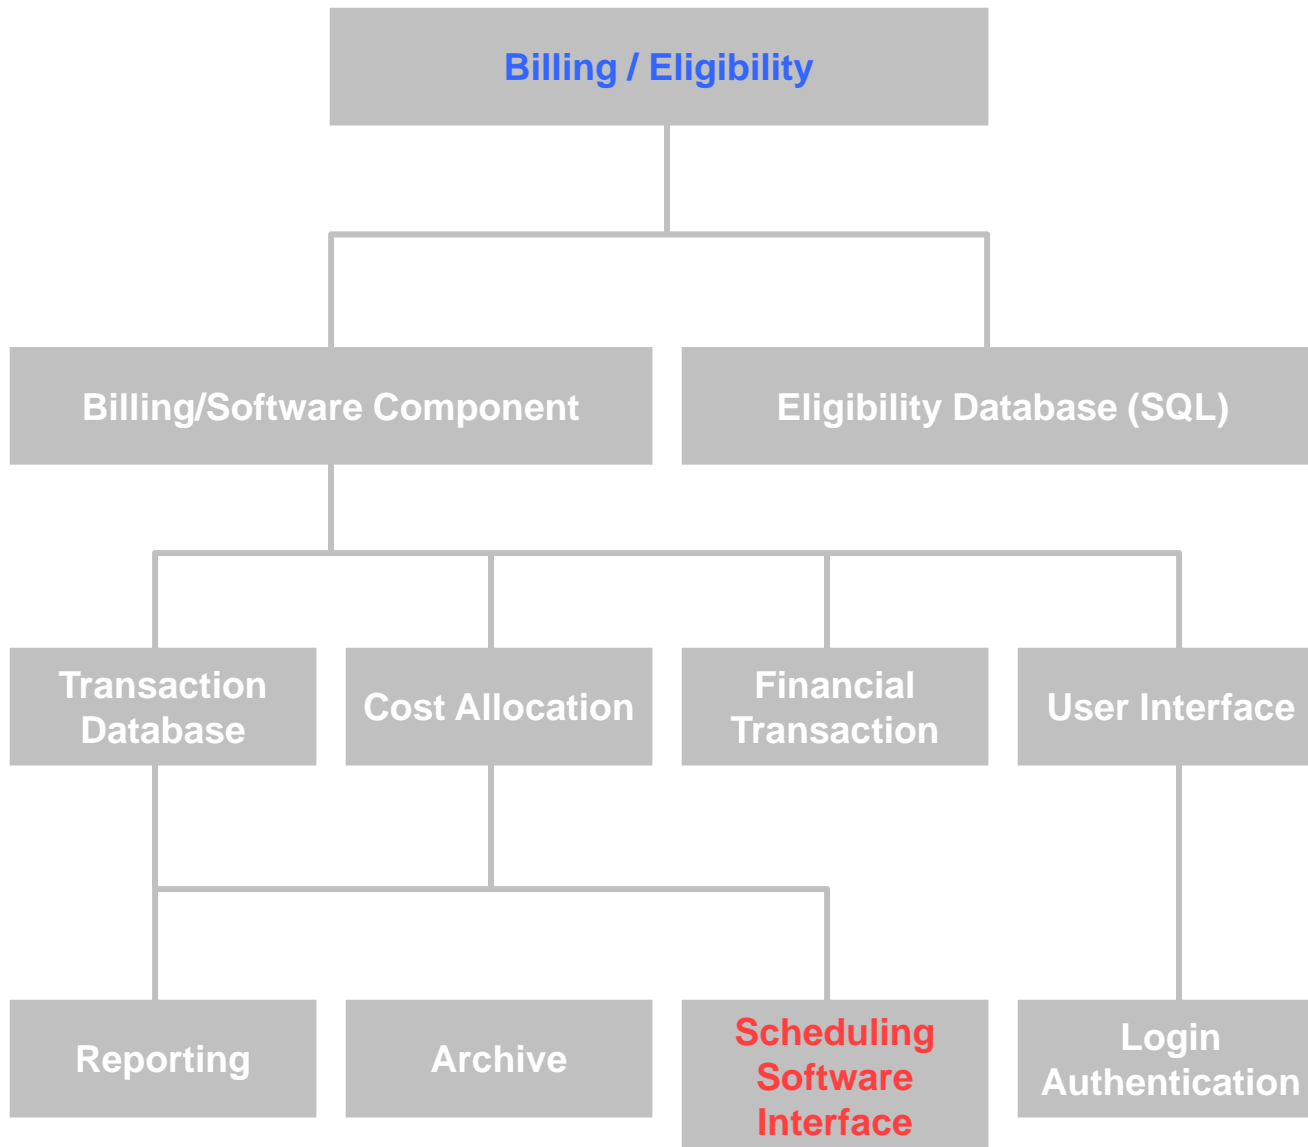 Billing / Eligibility
Billing/Software Component
Eligibility Database (SQL)
Transaction
Database
Cost Allocation
Financial
Transaction
User Interface
Reporting
Archive
Scheduling
Software
Interface
Login
Authentication